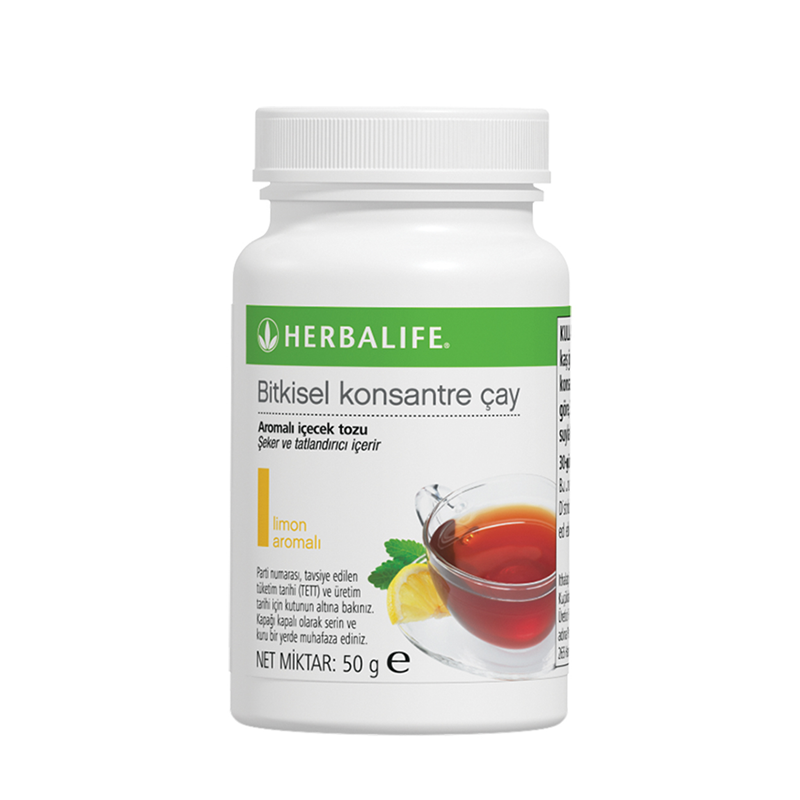 HERBALIFE®
Bitkisel konsantre çay
Aromalı içecek tozu
Şeker ve tatlandırıcı içerir
limon
aromalı
Parti numarası, tavsiye edilen
tüketim tarihi (TETT) ve üretim
tarihi için kutunun altına bakınız.
Kapağı kapalı olarak serin ve
kuru bir yerde muhafaza ediniz.
NET MİKTAR: 50 g ℮